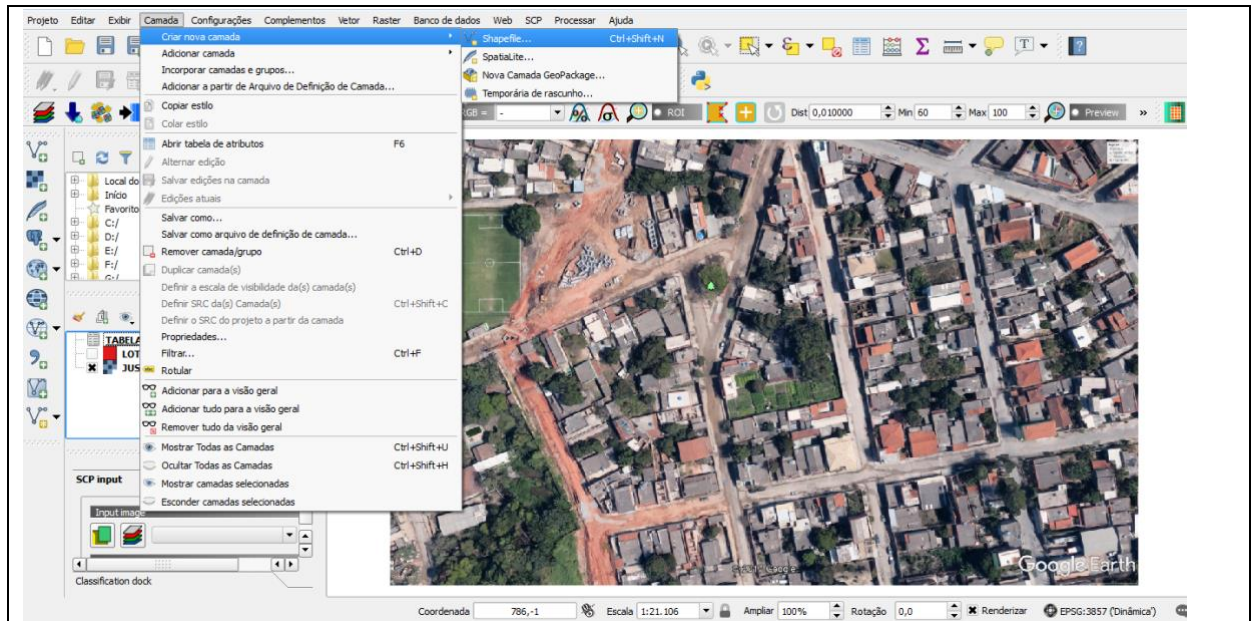 Projeto Editar Exibir Camada Configurações Complementos Vetor Raster Banco de dados Web SCP Processar Ajuda
Criar nova camada
Adicionar camada
Incorporar camadas e grupos...
Adicionar a partir de Arquivo de Definição de Camada...
Copiar estilo
Colar estilo
Abrir tabela de atributos F6
Alternar edição
Salvar edições na camada
Edições atuais
Salvar como...
Salvar como arquivo de definição de camada...
Remover camada/grupo Ctrl+D
Duplicar camada(s)
Definir a escala de visibilidade da(s) camada(s)
Definir SRC da(s) Camada(s) Ctrl+Shift+C
Definir o SRC do projeto a partir da camada
Propriedades...
Filtrar... Ctrl+F
Rotular
Adicionar para a visão geral
Adicionar tudo para a visão geral
Remover tudo da visão geral
Mostrar Todas as Camadas Ctrl+Shift+U
Ocultar Todas as Camadas Ctrl+Shift+H
Mostrar camadas selecionadas
Esconder camadas selecionadas
Shapefile... Ctrl+Shift+N
SpatiaLite...
Nova Camada GeoPackage...
Temporária de rascunho...
RGB = - ROI Dist 0,010000 Min 60 Max 100 Preview »
Local do
Início
Favorito
C:/
D:/
E:/
F:/
G:/
TABELA
LOT
JUS
SCP input
Input image
Classification dock
Google Earth
Coordenada 786,-1 Escala 1:21.106 Ampliar 100% Rotação 0,0 Renderizar EPSG:3857 ('Dinâmica')